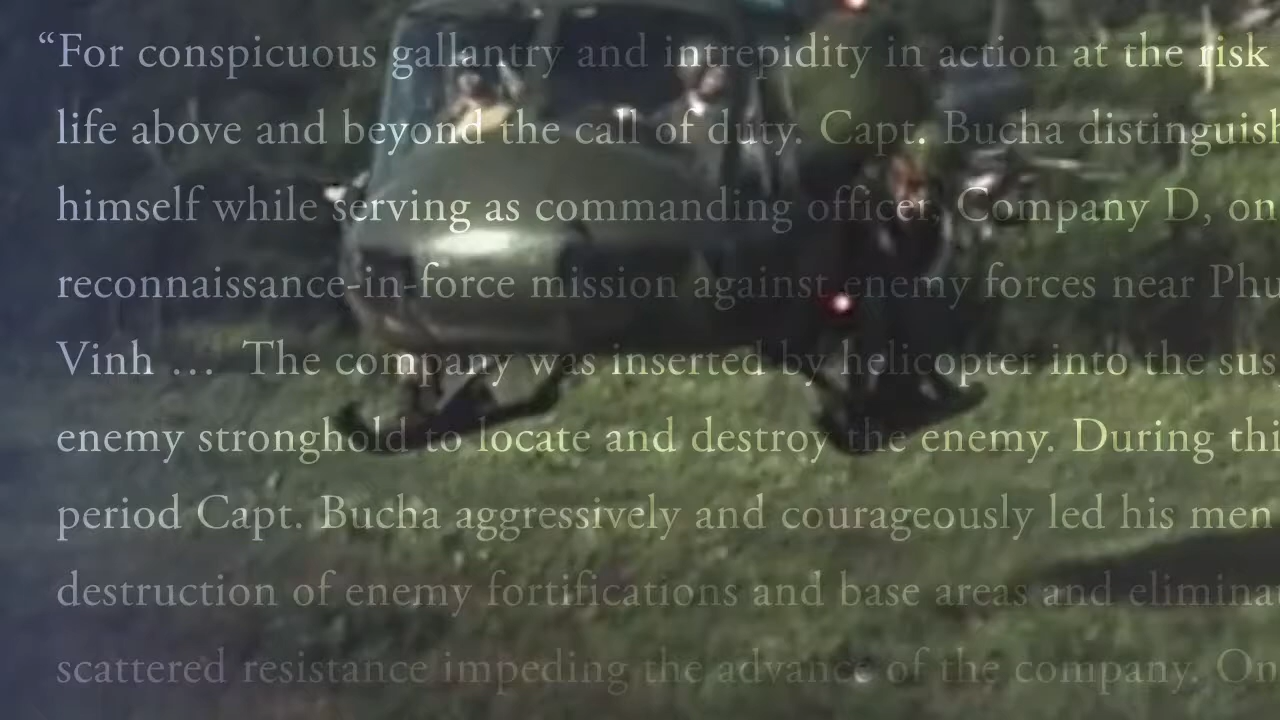 “For conspicuous gallantry and intrepidity in action at the risk
life above and beyond the call of duty. Capt. Bucha distinguish
himself while serving as commanding officer, Company D, on
reconnaissance-in-force mission against enemy forces near Phu
Vinh … The company was inserted by helicopter into the sus
enemy stronghold to locate and destroy the enemy. During thi
period Capt. Bucha aggressively and courageously led his men
destruction of enemy fortifications and base areas and eliminat
scattered resistance impeding the advance of the company. On